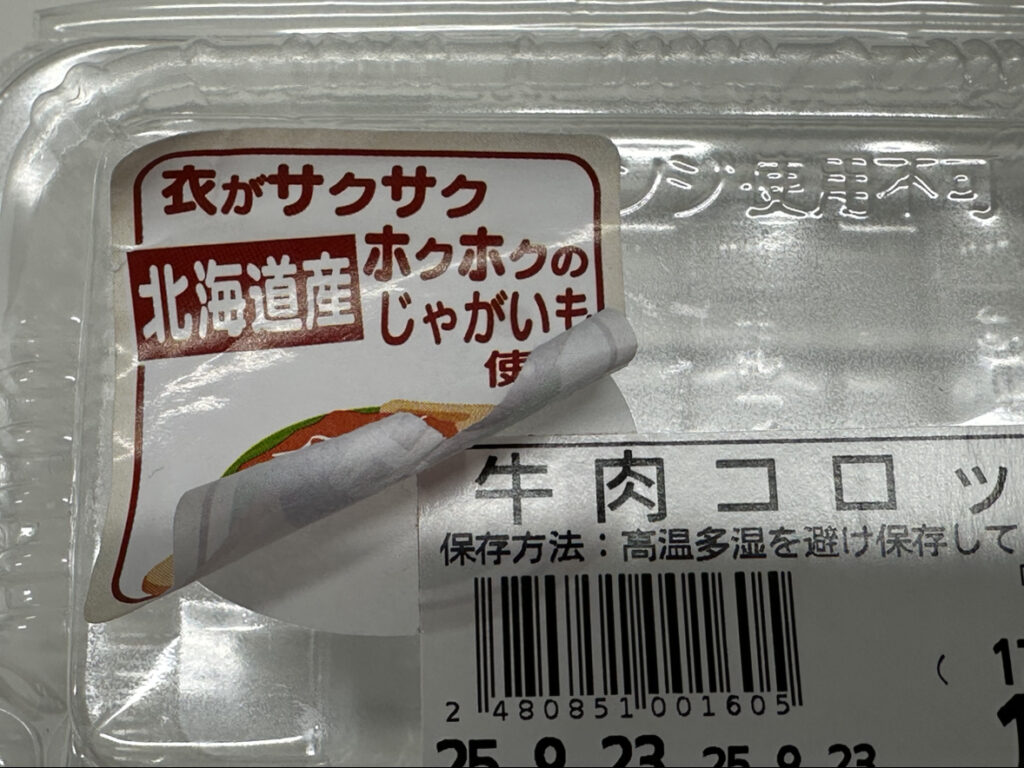 衣がサクサク
北海道産
ホクホクの
じゃがいも
使
ンジ使用不可
牛肉コロッ
保存方法：高温多湿を避け保存して
2 480851 001605
25. 9. 23 25. 9. 23